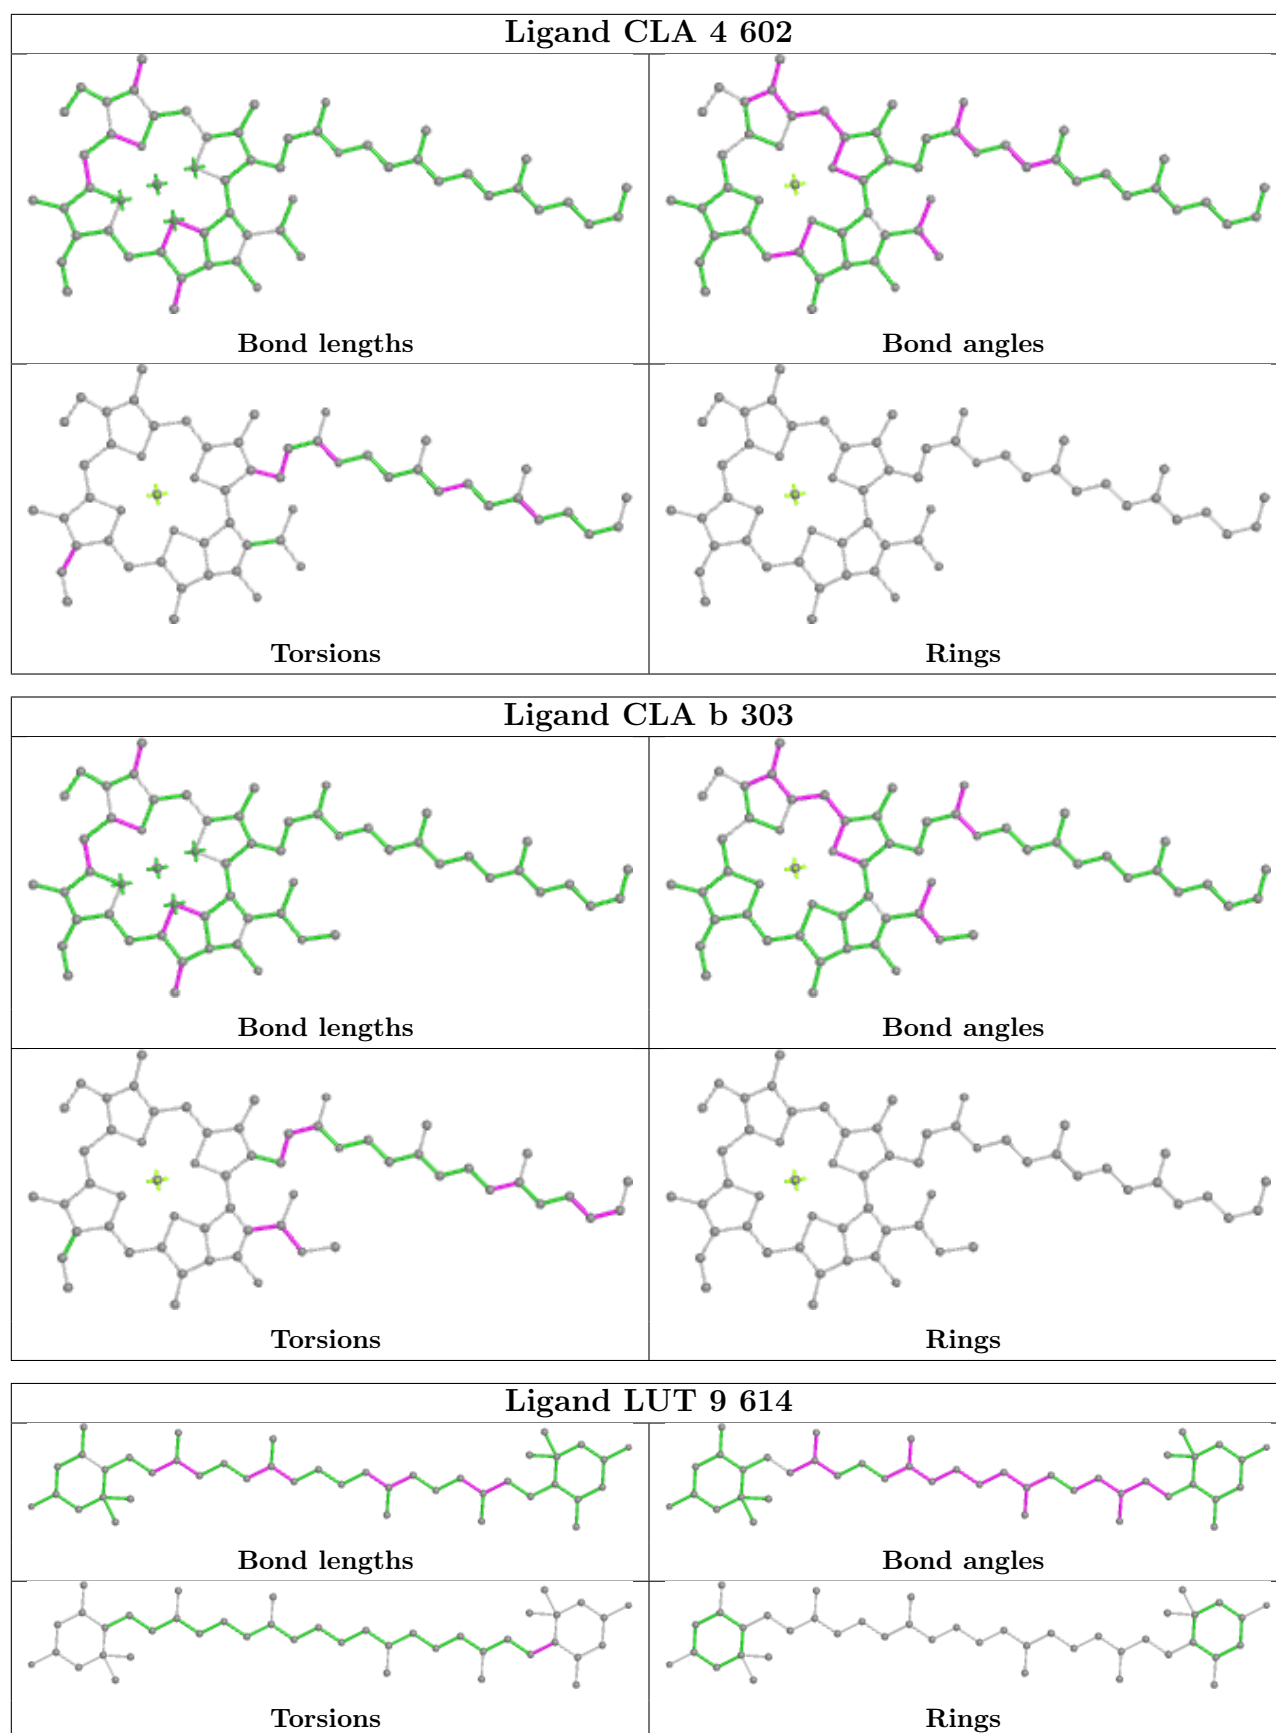 Ligand CLA 4 602
Bond lengths
Bond angles
Torsions
Rings
Ligand CLA b 303
Bond lengths
Bond angles
Torsions
Rings
Ligand LUT 9 614
Bond lengths
Bond angles
Torsions
Rings